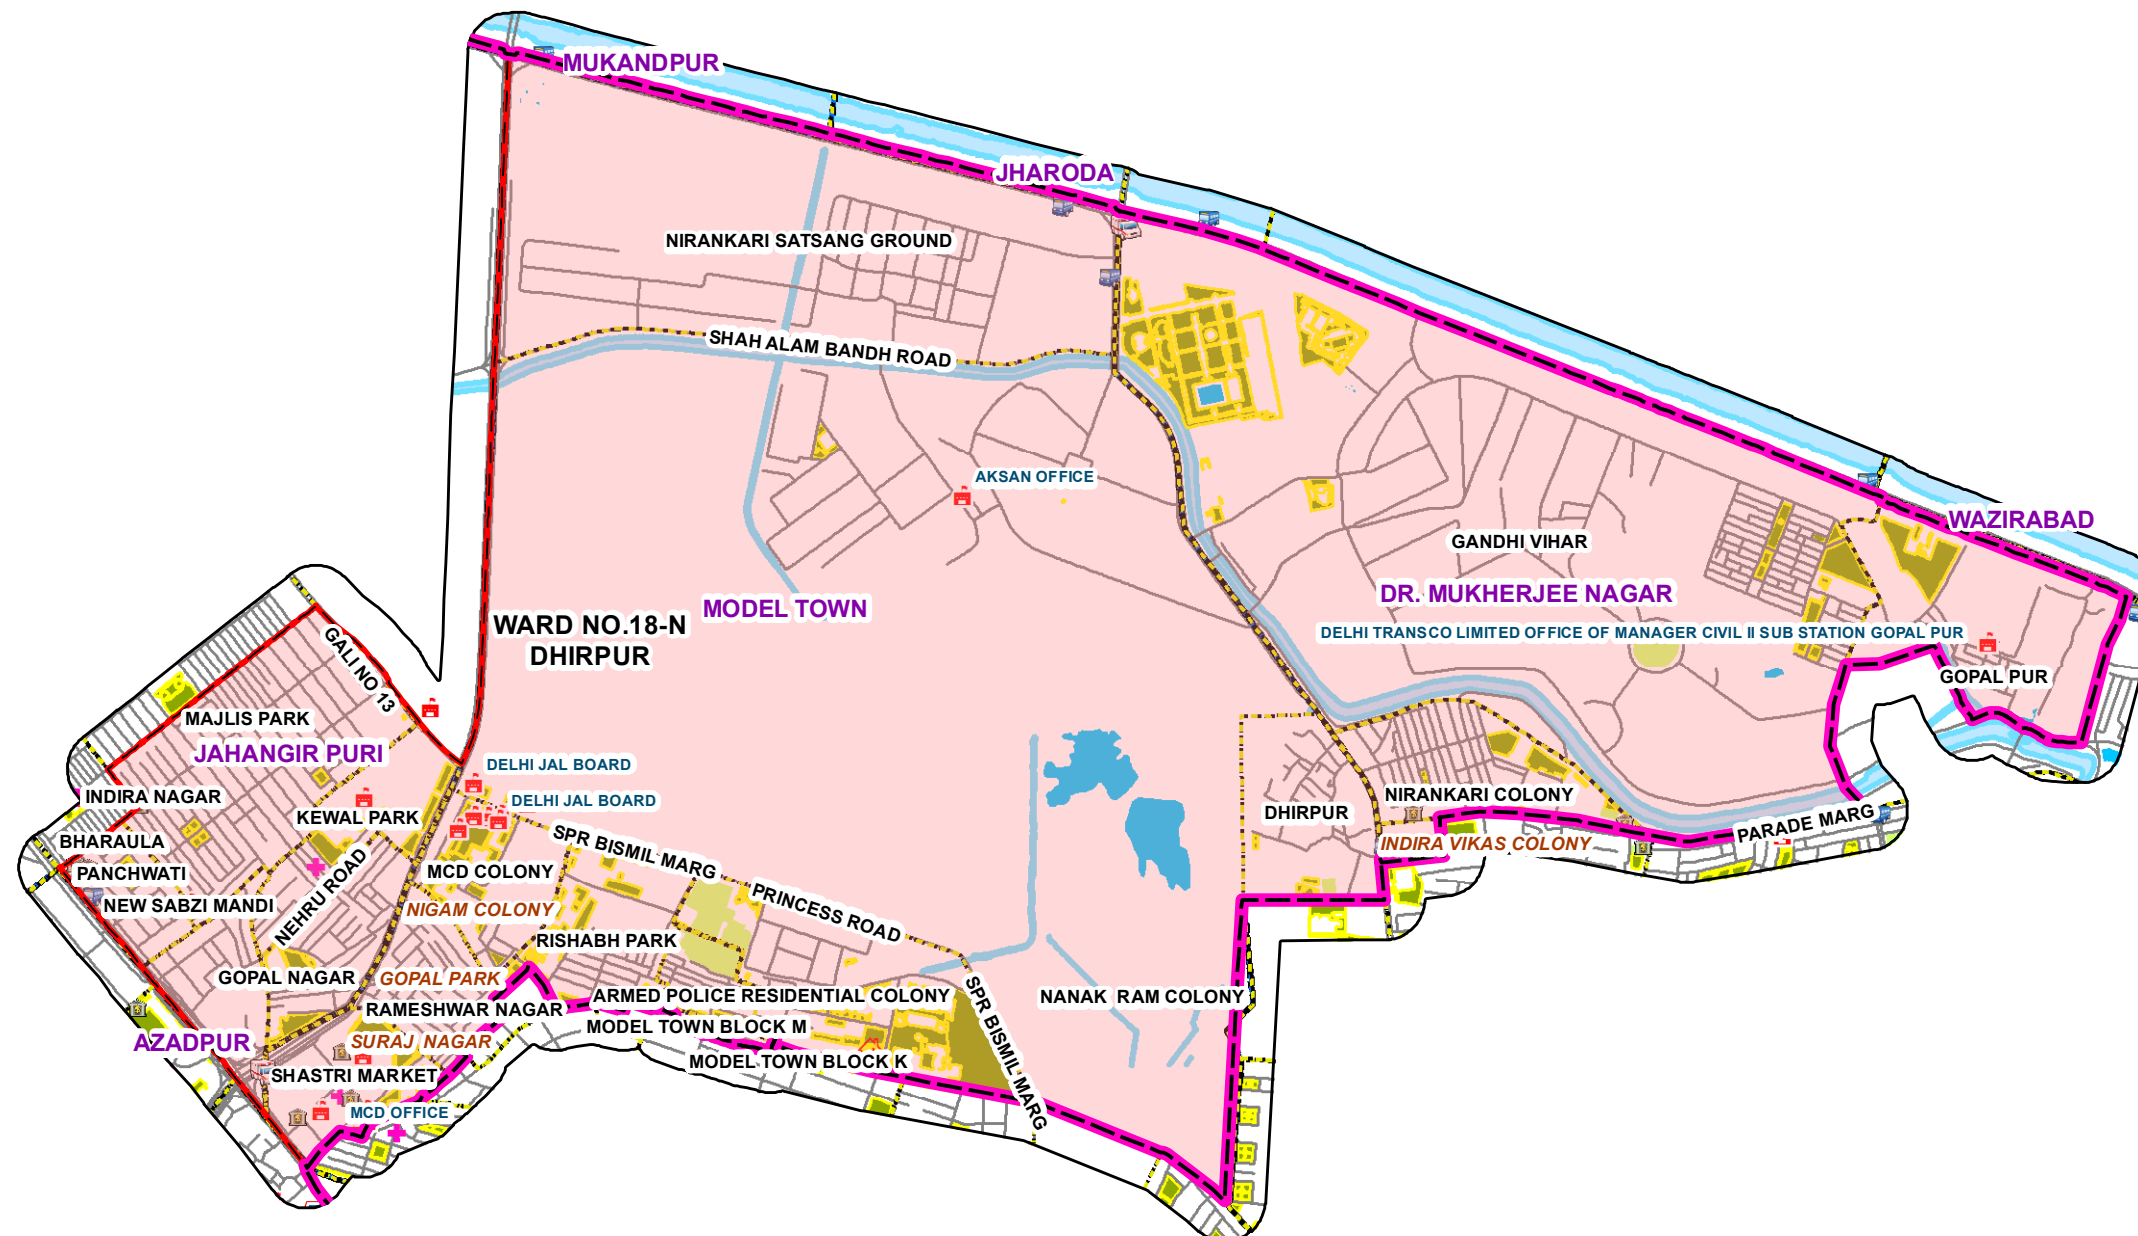 MUKANDPUR
JHARODA
NIRANKARI SATSANG GROUND
SHAH ALAM BANDH ROAD
AKSAN OFFICE
WAZIRABAD
GANDHI VIHAR
DR. MUKHERJEE NAGAR
MODEL TOWN
WARD NO.18-N
DHIRPUR
DELHI TRANSCO LIMITED OFFICE OF MANAGER CIVIL II SUB STATION GOPAL PUR
GOPAL PUR
GALI NO 13
MAJLIS PARK
JAHANGIR PURI
DELHI JAL BOARD
INDIRA NAGAR
DELHI JAL BOARD
NIRANKARI COLONY
KEWAL PARK
DHIRPUR
PARADE MARG
BHARAULA
SPR BISMIL MARG
INDIRA VIKAS COLONY
PANCHWATI
MCD COLONY
NEW SABZI MANDI
NEHRU ROAD
NIGAM COLONY
PRINCESS ROAD
RISHABH PARK
GOPAL NAGAR
GOPAL PARK
ARMED POLICE RESIDENTIAL COLONY
NANAK RAM COLONY
RAMESHWAR NAGAR
MODEL TOWN BLOCK M
SPR BISMIL MARG
AZADPUR
SURAJ NAGAR
MODEL TOWN BLOCK K
SHASTRI MARKET
MCD OFFICE